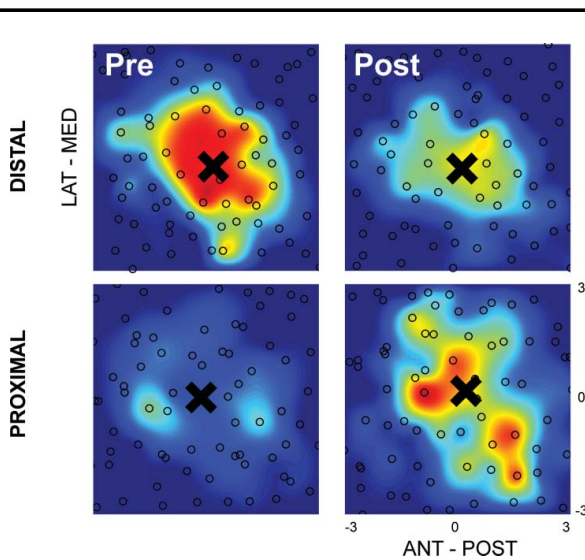 Pre
Post
DISTAL
LAT - MED
PROXIMAL
3
0
-3
-3
0
3
ANT - POST